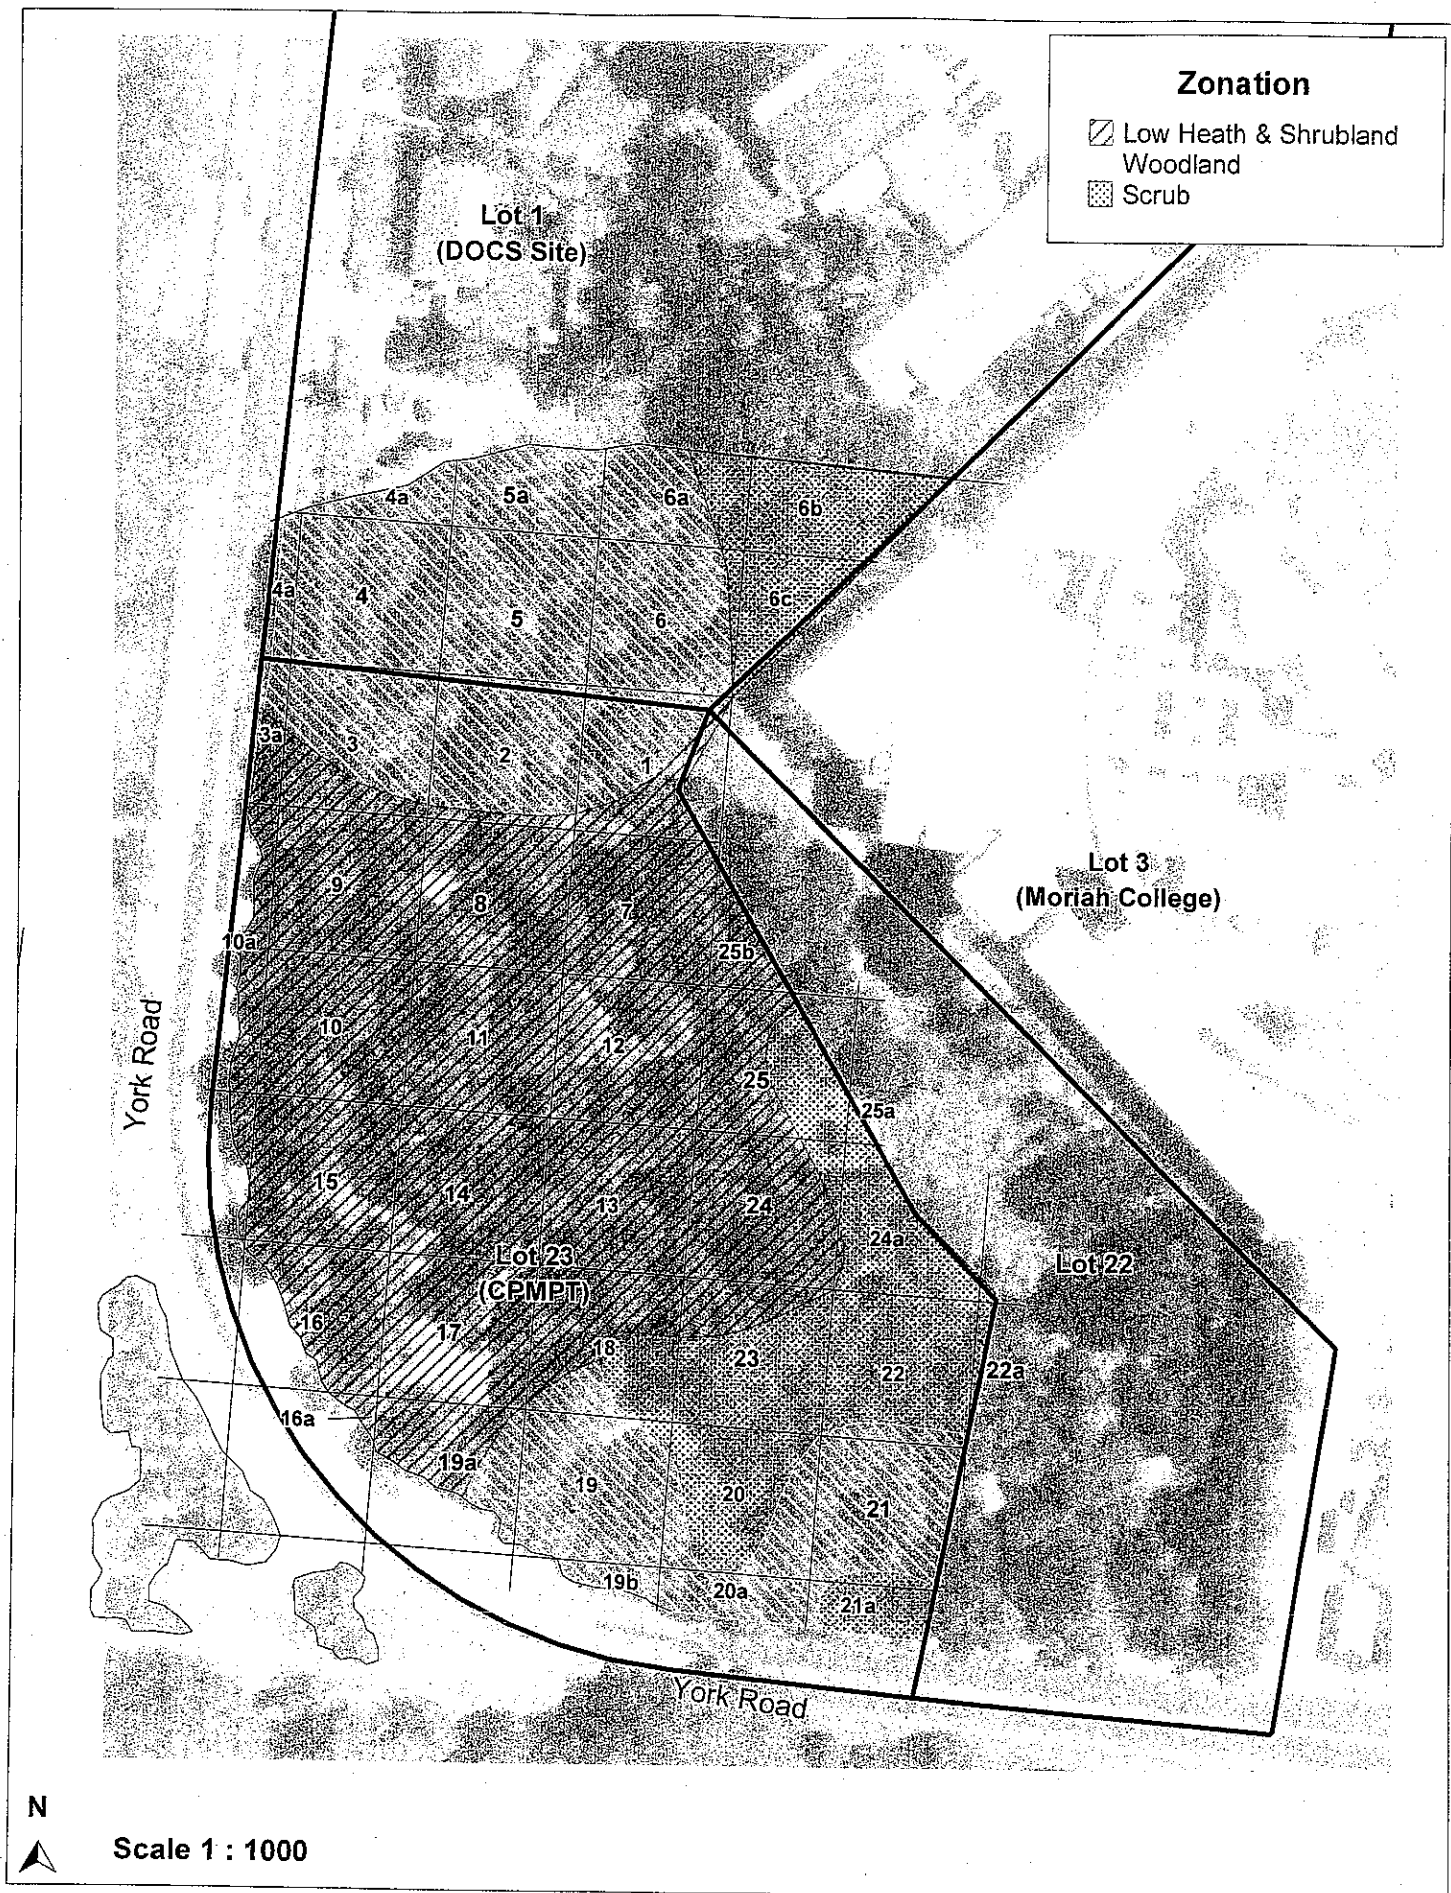 Zonation
Low Heath & Shrubland
Woodland
Scrub
Lot 1
(DOCS Site)
4a
5a
6a
6b
4a
4
5
6
6c
3a
3
2
1
Lot 3
(Moriah College)
9
8
7
10a
25b
York Road
10
11
12
25
25a
15
14
13
24
24a
Lot 23
(CPMPT)
Lot 22
16
17
18
23
22
22a
16a
19a
19
20
21
19b
20a
21a
York Road
N
Scale 1 : 1000